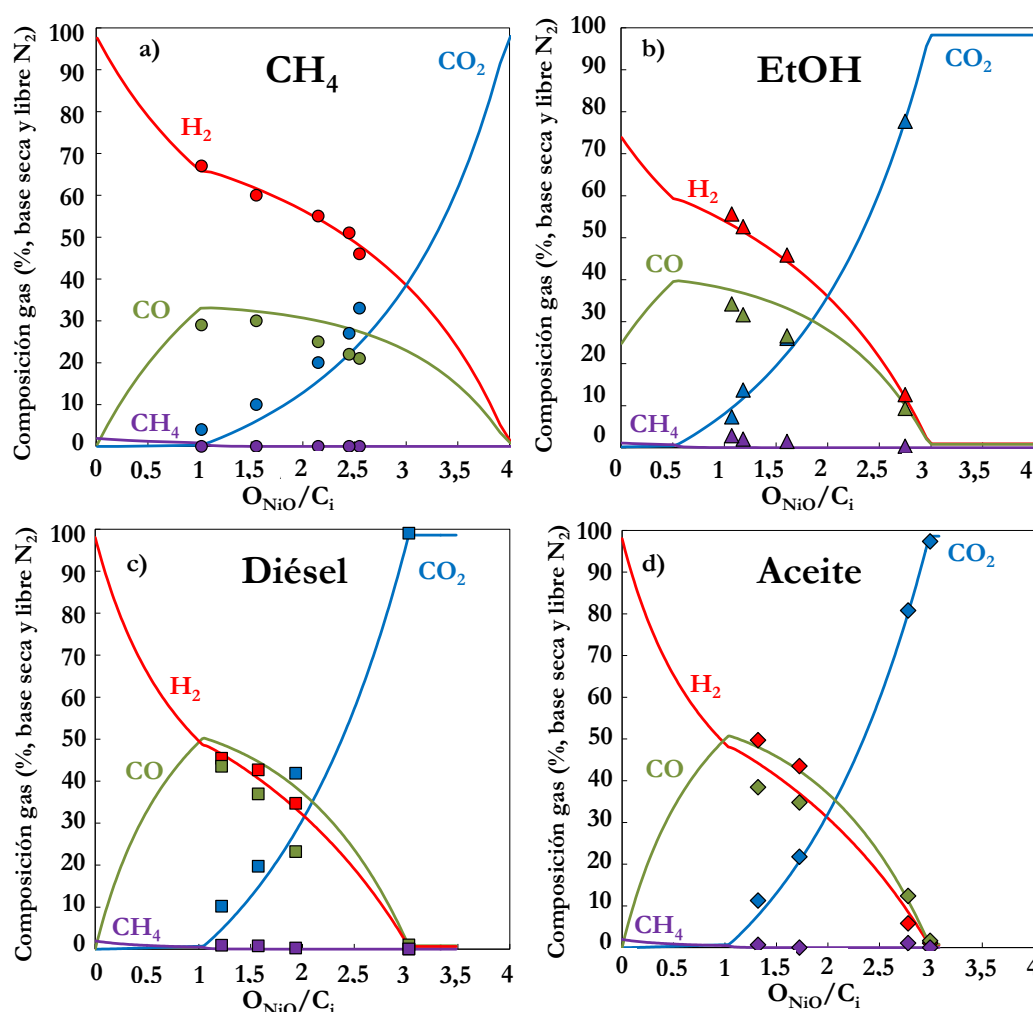 a)
CH4
CO2
H2
CO
CH4
Composición gas (%, base seca y libre N2)
100
90
80
70
60
50
40
30
20
10
0
0 0,5 1 1,5 2 2,5 3 3,5 4
ONiO/Ci
b)
EtOH
CO2
H2
CO
CH4
Composición gas (%, base seca y libre N2)
100
90
80
70
60
50
40
30
20
10
0
0 0,5 1 1,5 2 2,5 3 3,5 4
ONiO/Ci
c)
Diésel
CO2
H2
CO
CH4
Composición gas (%, base seca y libre N2)
100
90
80
70
60
50
40
30
20
10
0
0 0,5 1 1,5 2 2,5 3 3,5 4
ONiO/Ci
d)
Aceite
CO2
H2
CO
CH4
Composición gas (%, base seca y libre N2)
100
90
80
70
60
50
40
30
20
10
0
0 0,5 1 1,5 2 2,5 3 3,5 4
ONiO/Ci